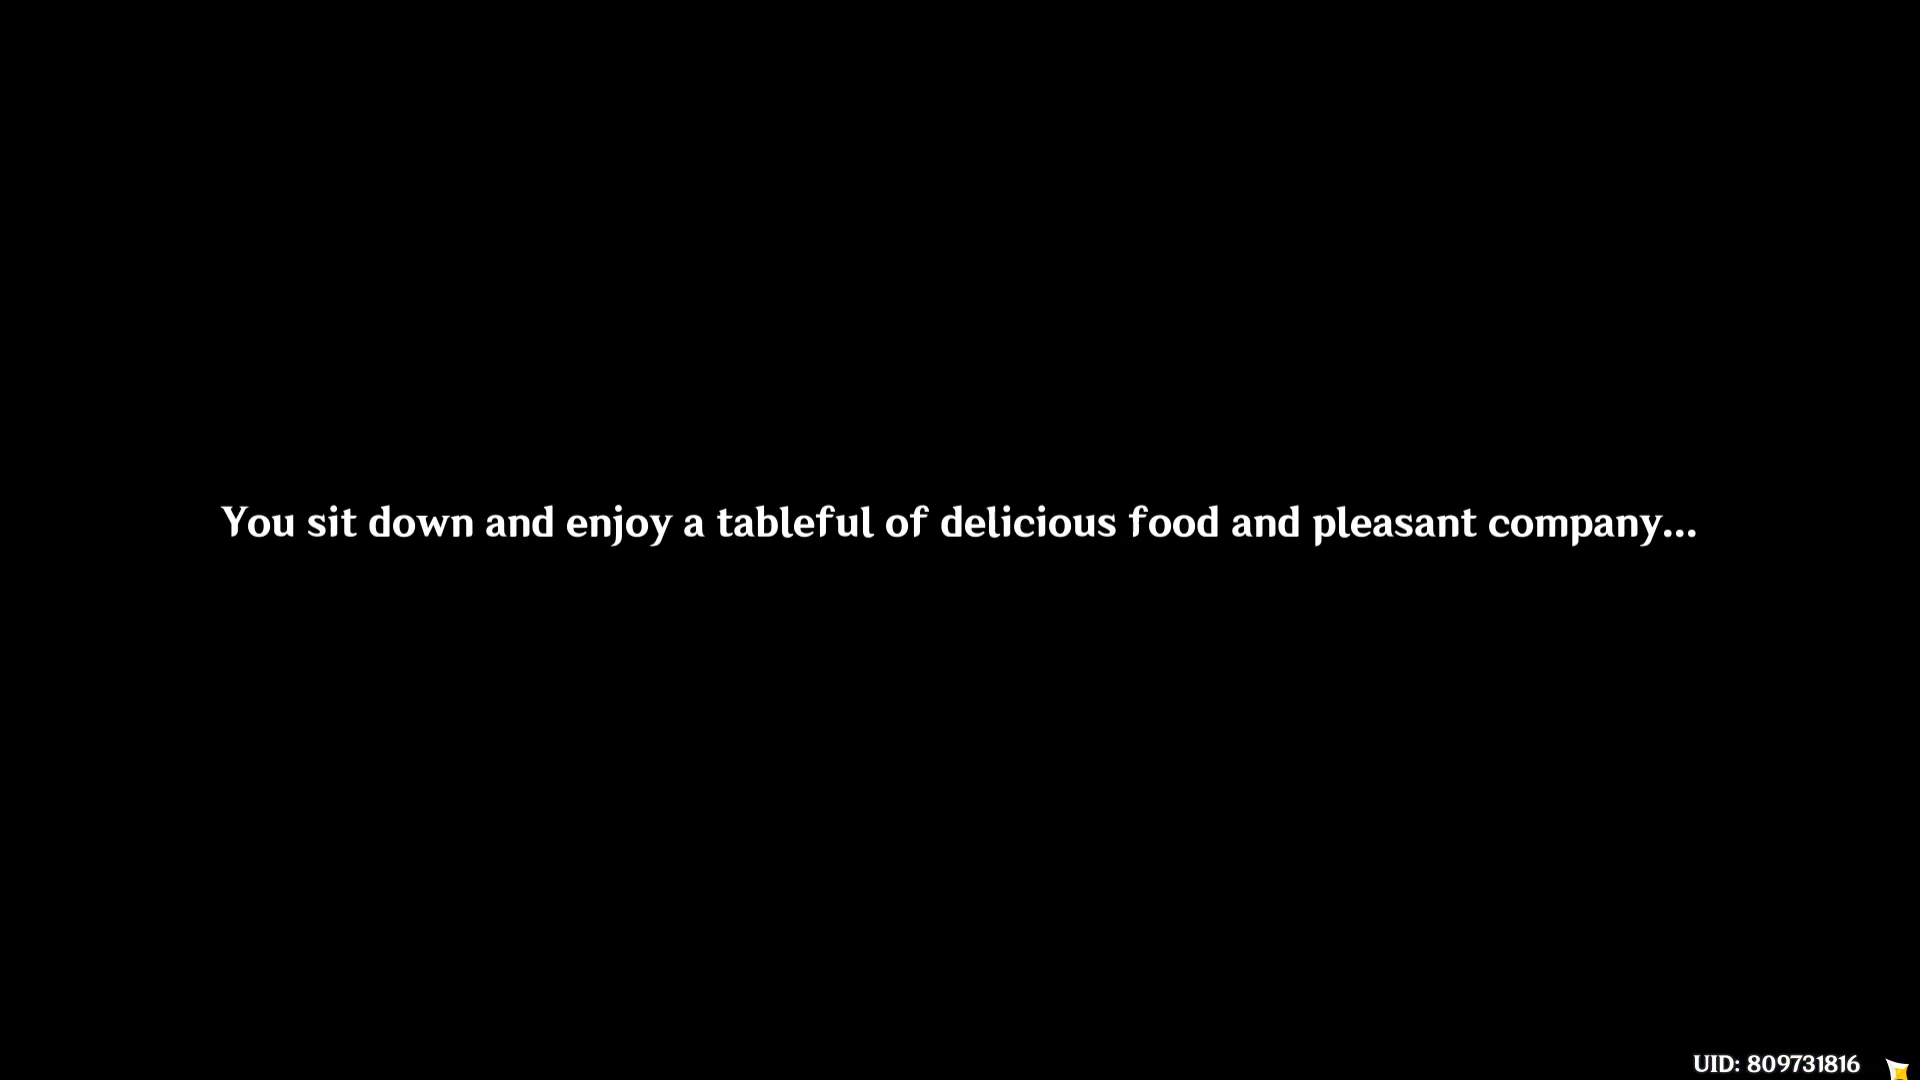 You sit down and enjoy a tableful of delicious food and pleasant company...
UID: 809731816